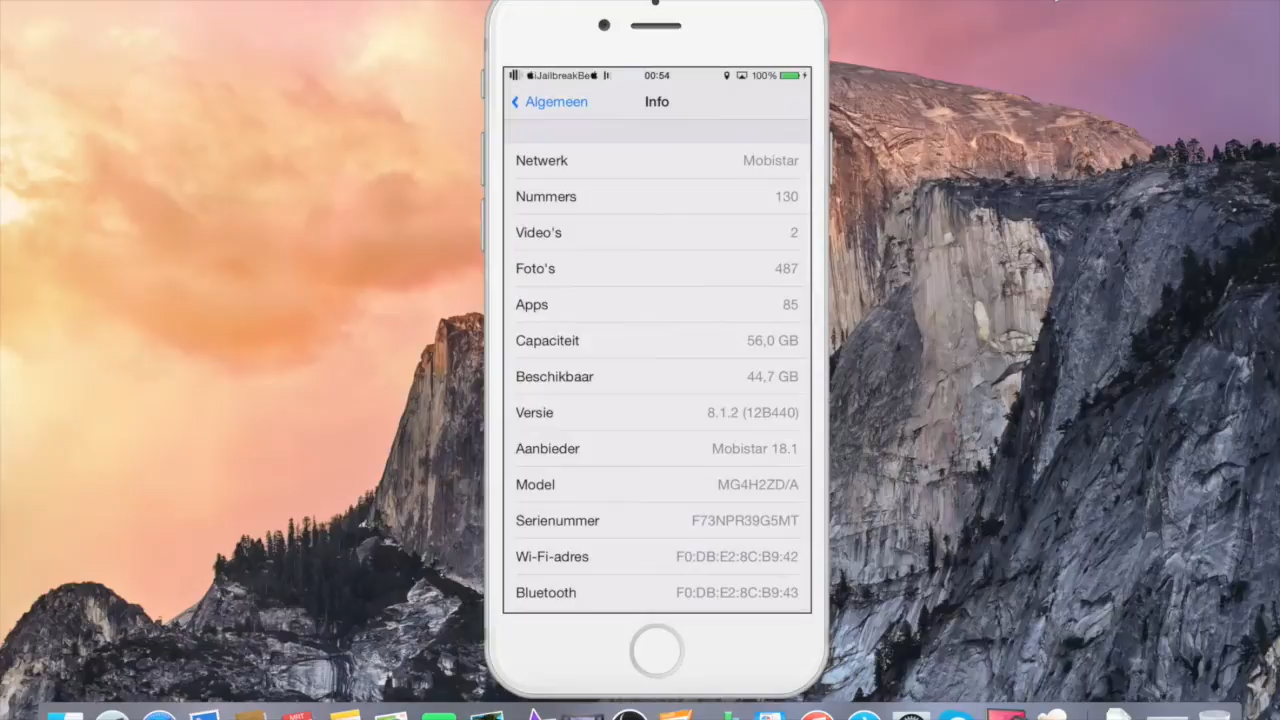 iJailbreakBe 00:54 100%
Algemeen Info
Netwerk Mobistar
Nummers 130
Video's 2
Foto's 487
Apps 85
Capaciteit 56,0 GB
Beschikbaar 44,7 GB
Versie 8.1.2 (12B440)
Aanbieder Mobistar 18.1
Model MG4H2ZD/A
Serienummer F73NPR39G5MT
Wi-Fi-adres F0:DB:E2:8C:B9:42
Bluetooth F0:DB:E2:8C:B9:43